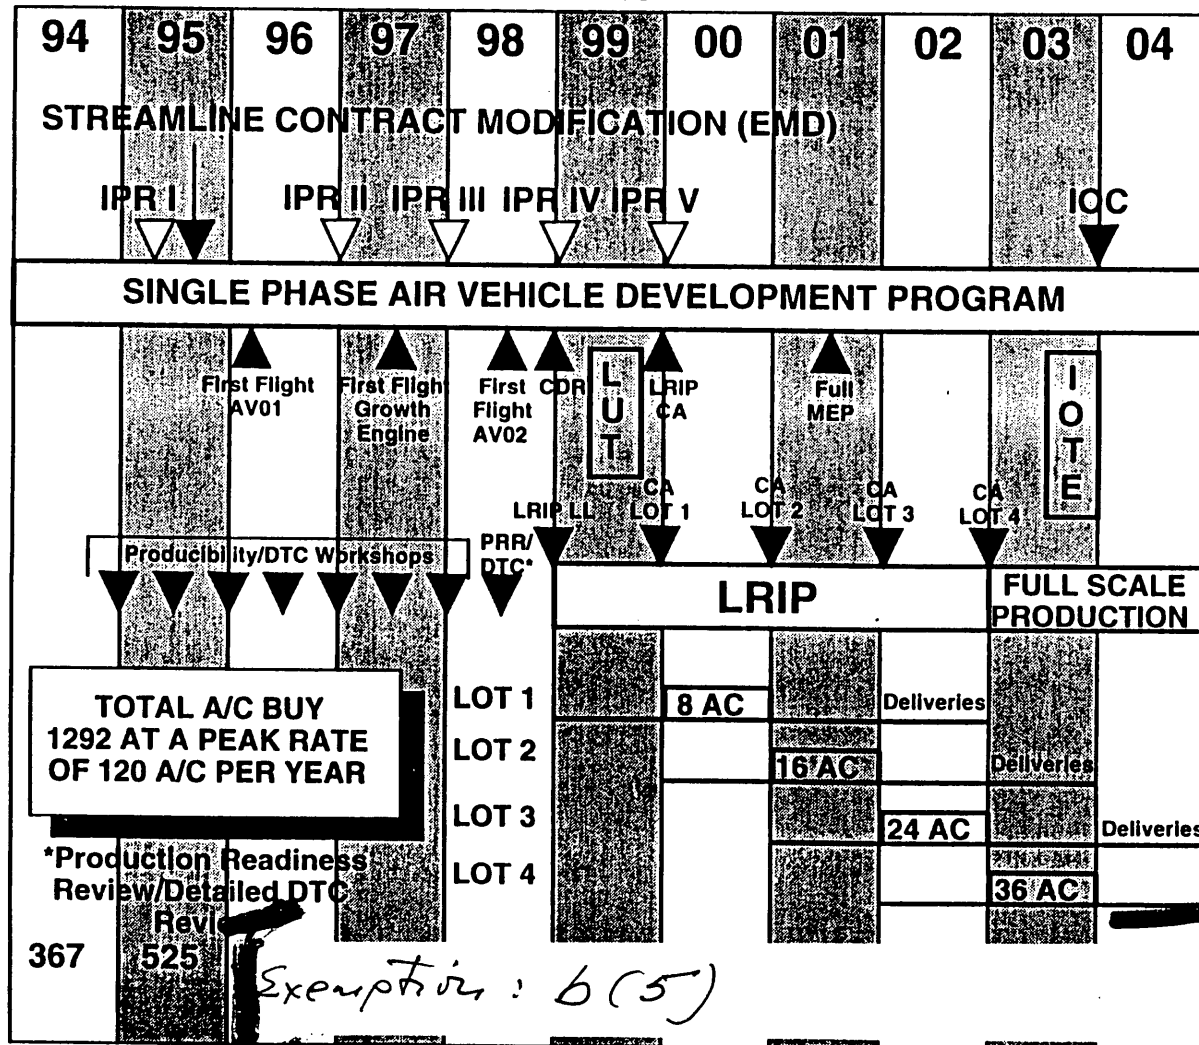 94 95 96 97 98 99 00 01 02 03 04
STREAMLINE CONTRACT MODIFICATION (EMD)
IPR I IPR II IPR III IPR IV IPR V IOC
SINGLE PHASE AIR VEHICLE DEVELOPMENT PROGRAM
First Flight
AV01
First Flight
Growth
Engine
First
Flight
AV02
CDR
LUT
LRIP
CA
Full
MEP
IOTE
LRIP LL
CA
LOT 1
CA
LOT 2
CA
LOT 3
CA
LOT 4
Producibility/DTC Workshops
PRR/
DTC*
LRIP
FULL SCALE
PRODUCTION
TOTAL A/C BUY
1292 AT A PEAK RATE
OF 120 A/C PER YEAR
LOT 1 8 AC Deliveries
LOT 2 16 AC Deliveries
LOT 3 24 AC Deliveries
LOT 4 36 AC
*Production Readiness
Review/Detailed DTC
367 525
Exemption : b (5)